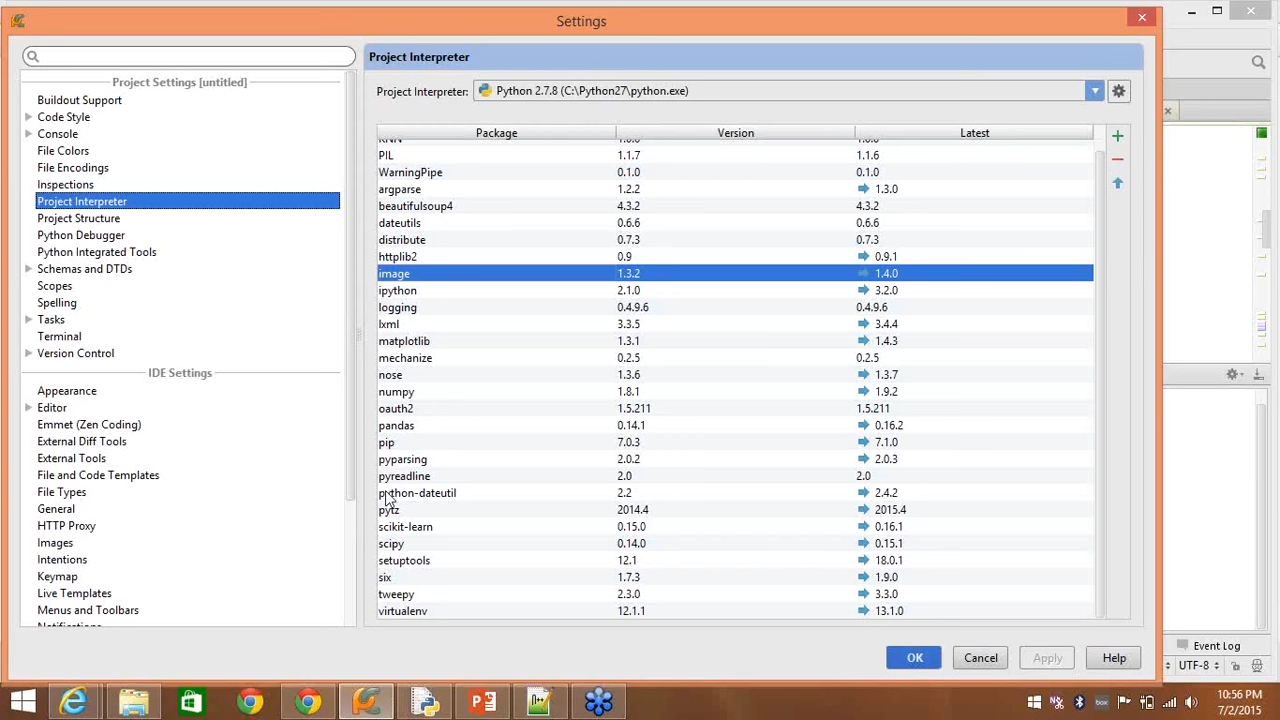 Settings
Project Settings [untitled]
Buildout Support
Code Style
Console
File Colors
File Encodings
Inspections
Project Interpreter
Project Structure
Python Debugger
Python Integrated Tools
Schemas and DTDs
Scopes
Spelling
Tasks
Terminal
Version Control
IDE Settings
Appearance
Editor
Emmet (Zen Coding)
External Diff Tools
External Tools
File and Code Templates
File Types
General
HTTP Proxy
Images
Intentions
Keymap
Live Templates
Menus and Toolbars
Notifications
Project Interpreter
Project Interpreter: Python 2.7.8 (C:\Python27\python.exe)
Package Version Latest
PIL 1.1.7 1.1.6
WarningPipe 0.1.0 0.1.0
argparse 1.2.2 1.3.0
beautifulsoup4 4.3.2 4.3.2
dateutils 0.6.6 0.6.6
distribute 0.7.3 0.7.3
httplib2 0.9 0.9.1
image 1.3.2 1.4.0
ipython 2.1.0 3.2.0
logging 0.4.9.6 0.4.9.6
lxml 3.3.5 3.4.4
matplotlib 1.3.1 1.4.3
mechanize 0.2.5 0.2.5
nose 1.3.6 1.3.7
numpy 1.8.1 1.9.2
oauth2 1.5.211 1.5.211
pandas 0.14.1 0.16.2
pip 7.0.3 7.1.0
pyparsing 2.0.2 2.0.3
pyreadline 2.0 2.0
python-dateutil 2.2 2.4.2
pytz 2014.4 2015.4
scikit-learn 0.15.0 0.16.1
scipy 0.14.0 0.15.1
setuptools 12.1 18.0.1
six 1.7.3 1.9.0
tweepy 2.3.0 3.3.0
virtualenv 12.1.1 13.1.0
OK Cancel Apply Help
Event Log
UTF-8
box
10:56 PM
7/2/2015